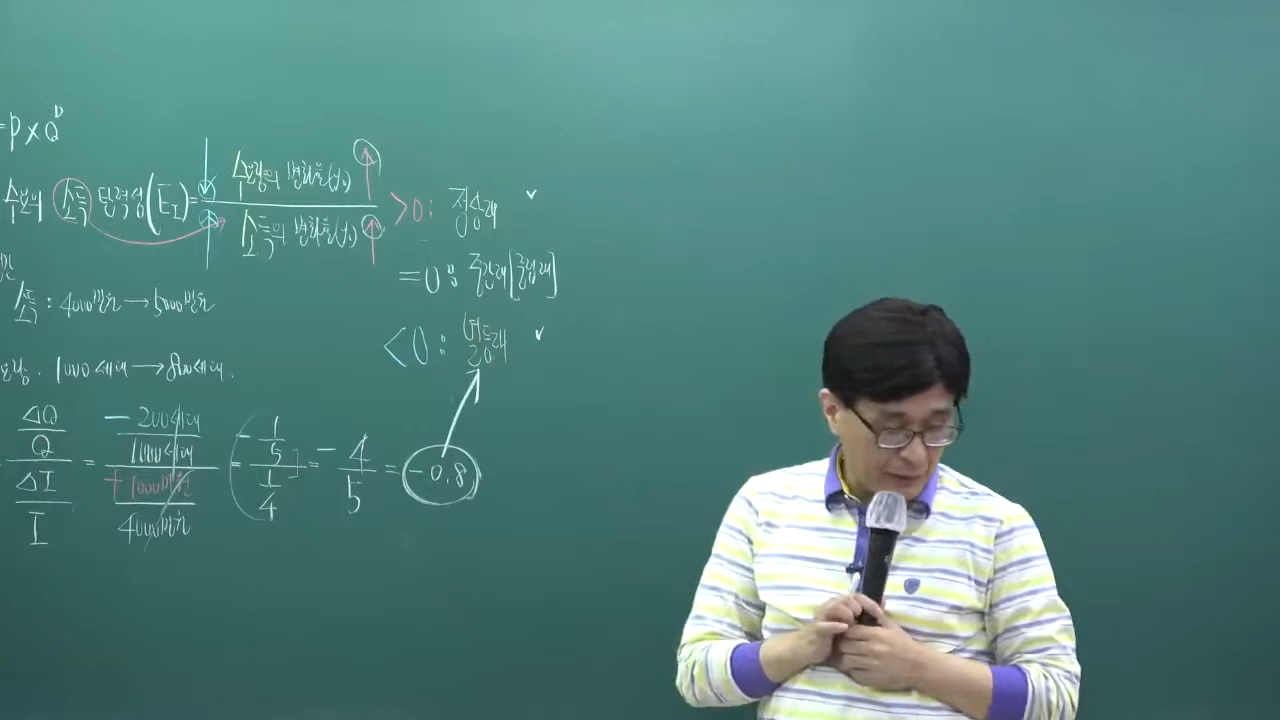 =P×Q^D
수요의 소득탄력성(E_I)= 수요량의 변화율(%) ↑ / 소득의 변화율(%) ↑ >0: 정상재 ✓
=0: 중간재[중립재]
<0: 열등재 ✓
소득: 4000만원→5000만원
요량. 1000세대→800세대.
ΔQ/Q / ΔI/I = -200세대/1000세대 / +1000만원/4000만원 = (-1/5 / 1/4) = -4/5 = -0.8